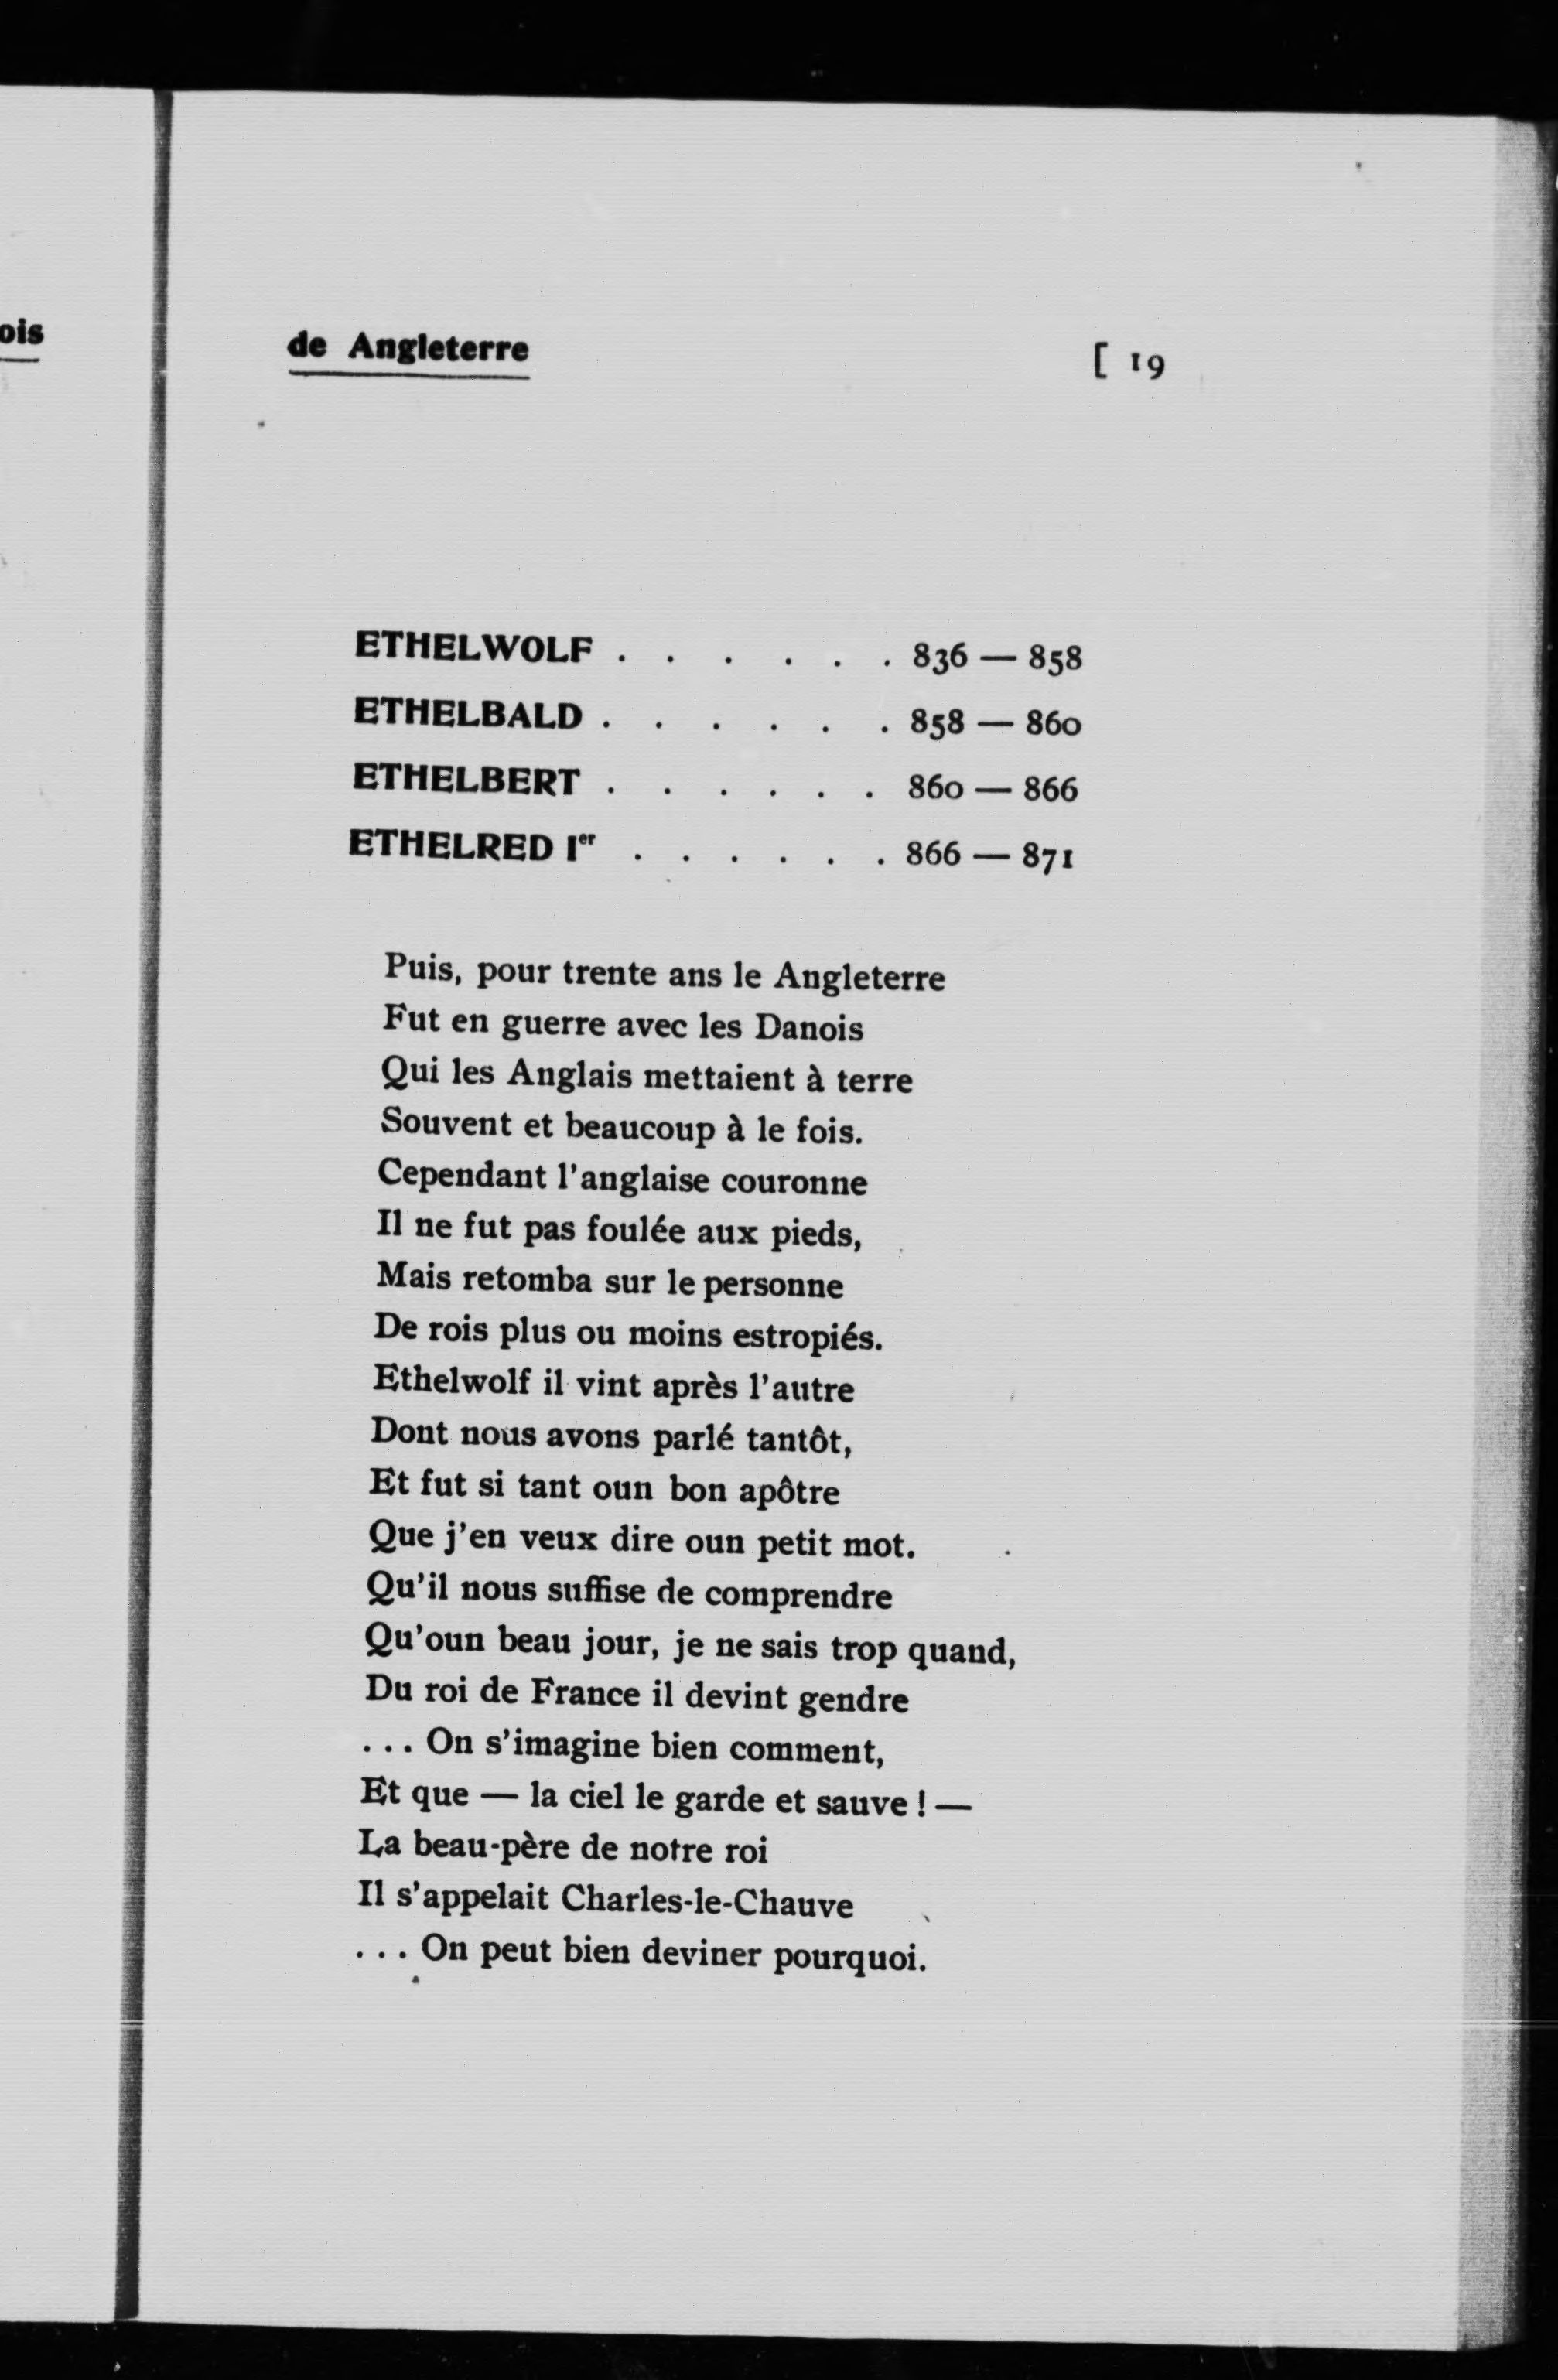 ois
de Angleterre [ 19
ETHELWOLF . . . . . . 836 — 858
ETHELBALD . . . . . . 858 — 860
ETHELBERT . . . . . . 860 — 866
ETHELRED Ier . . . . . . 866 — 871
Puis, pour trente ans le Angleterre
Fut en guerre avec les Danois
Qui les Anglais mettaient à terre
Souvent et beaucoup à le fois.
Cependant l'anglaise couronne
Il ne fut pas foulée aux pieds,
Mais retomba sur le personne
De rois plus ou moins estropiés.
Ethelwolf il vint après l'autre
Dont nous avons parlé tantôt,
Et fut si tant oun bon apôtre
Que j'en veux dire oun petit mot.
Qu'il nous suffise de comprendre
Qu'oun beau jour, je ne sais trop quand,
Du roi de France il devint gendre
... On s'imagine bien comment,
Et que — la ciel le garde et sauve ! —
La beau-père de notre roi
Il s'appelait Charles-le-Chauve
... On peut bien deviner pourquoi.